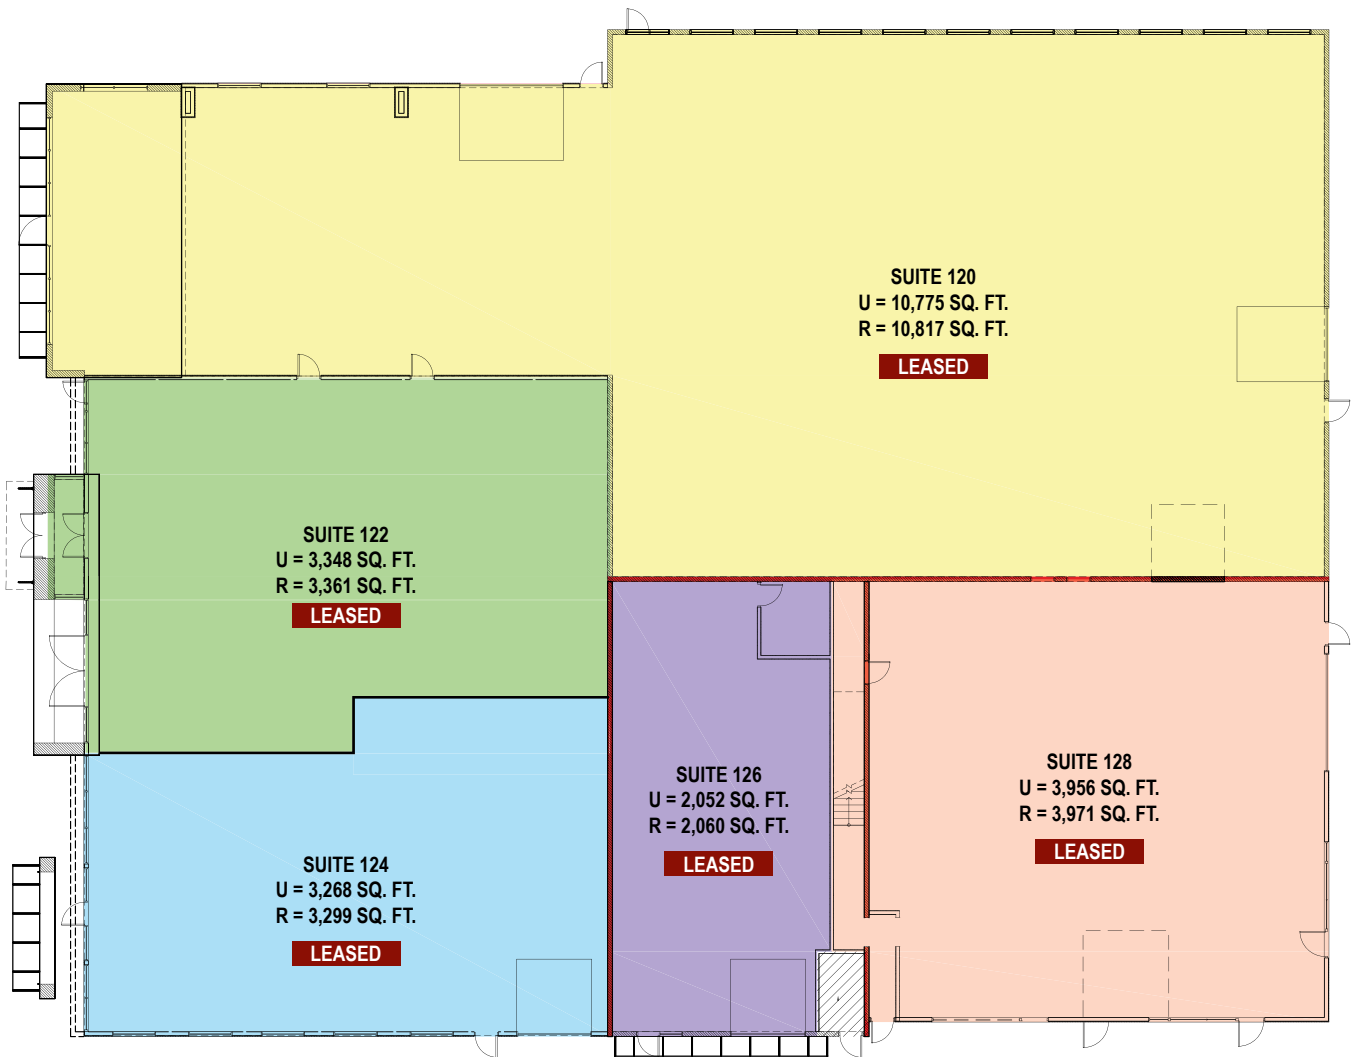 SUITE 120
U = 10,775 SQ. FT.
R = 10,817 SQ. FT.
LEASED
SUITE 122
U = 3,348 SQ. FT.
R = 3,361 SQ. FT.
LEASED
SUITE 126
U = 2,052 SQ. FT.
R = 2,060 SQ. FT.
LEASED
SUITE 128
U = 3,956 SQ. FT.
R = 3,971 SQ. FT.
LEASED
SUITE 124
U = 3,268 SQ. FT.
R = 3,299 SQ. FT.
LEASED